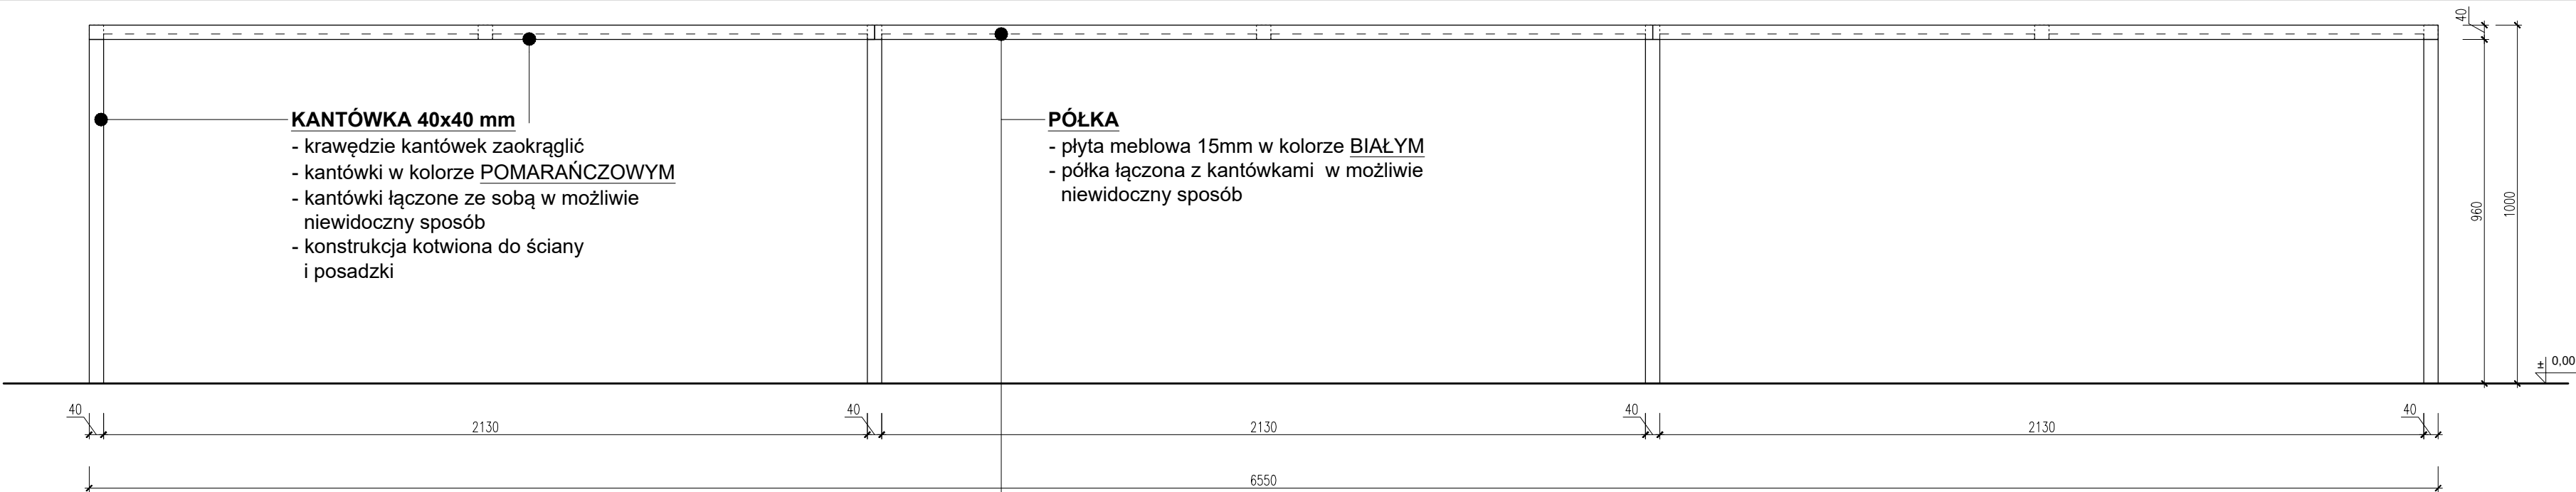 40
KANTÓWKA 40x40 mm
- krawędzie kantówek zaokrąglić
- kantówki w kolorze POMARAŃCZOWYM
- kantówki łączone ze sobą w możliwie
niewidoczny sposób
- konstrukcja kotwiona do ściany
i posadzki
PÓŁKA
- płyta meblowa 15mm w kolorze BIAŁYM
- półka łączona z kantówkami  w możliwie
niewidoczny sposób
960
1000
± 0,00
40
40
40
40
2130
2130
2130
6550